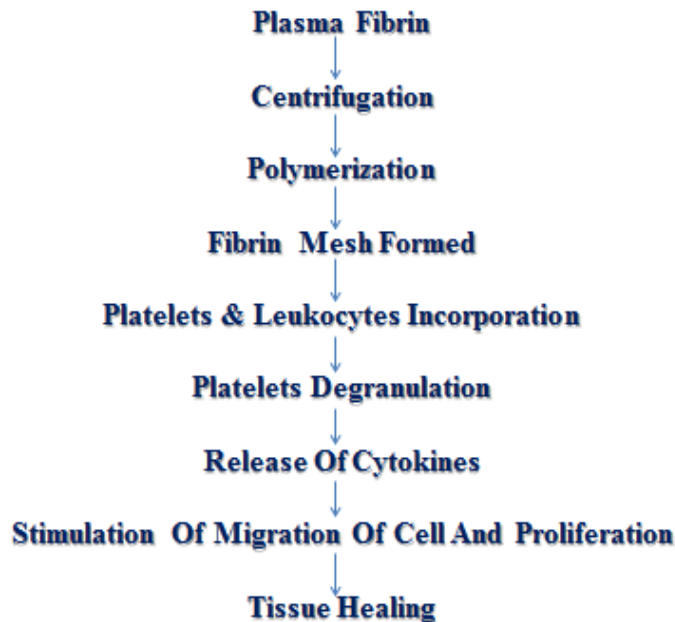 Plasma Fibrin
Centrifugation
Polymerization
Fibrin Mesh Formed
Platelets & Leukocytes Incorporation
Platelets Degranulation
Release Of Cytokines
Stimulation Of Migration Of Cell And Proliferation
Tissue Healing